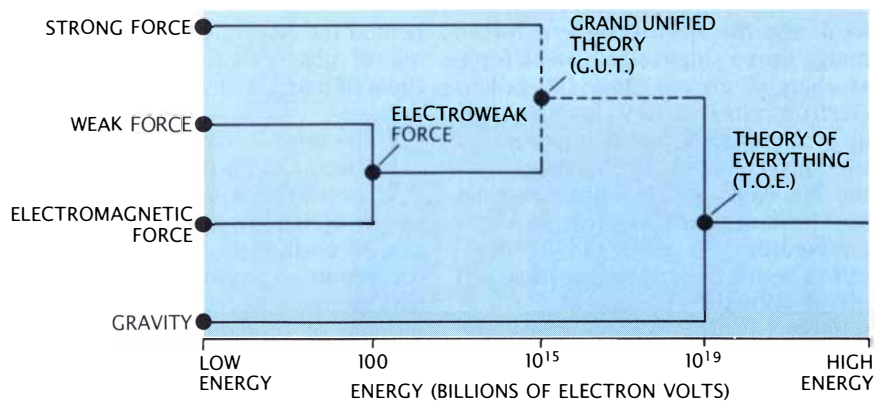 STRONG FORCE
GRAND UNIFIED
THEORY
(G.U.T.)
WEAK FORCE
ELECTROWEAK
FORCE
THEORY OF
EVERYTHING
(T.O.E.)
ELECTROMAGNETIC
FORCE
GRAVITY
LOW
ENERGY
100
10¹⁵
10¹⁹
HIGH
ENERGY
ENERGY (BILLIONS OF ELECTRON VOLTS)